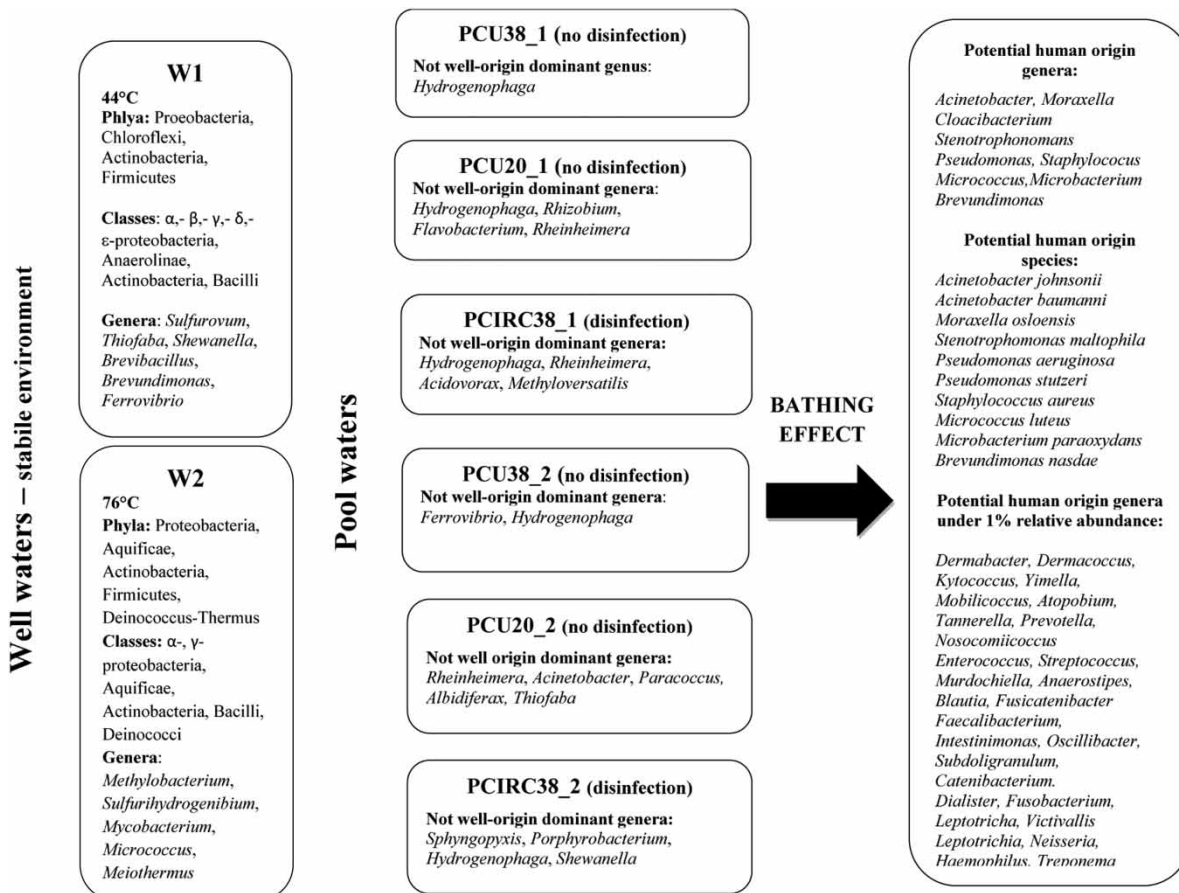 Well waters – stabile environment
W1
44°C
Phlya: Proeobacteria,
Chloroflexi,
Actinobacteria,
Firmicutes
Classes: α,- β,- γ,- δ,-
ε-proteobacteria,
Anaerolinae,
Actinobacteria, Bacilli
Genera: Sulfurovum,
Thiofaba, Shewanella,
Brevibacillus,
Brevundimonas,
Ferrovibrio
W2
76°C
Phyla: Proteobacteria,
Aquificae,
Actinobacteria,
Firmicutes,
Deinococcus-Thermus
Classes: α-, γ-
proteobacteria,
Aquificae,
Actinobacteria, Bacilli,
Deinococci
Genera:
Methylobacterium,
Sulfurihydrogenibium,
Mycobacterium,
Micrococcus,
Meiothermus
Pool waters
PCU38_1 (no disinfection)
Not well-origin dominant genus:
Hydrogenophaga
PCU20_1 (no disinfection)
Not well-origin dominant genera:
Hydrogenophaga, Rhizobium,
Flavobacterium, Rheinheimera
PCIRC38_1 (disinfection)
Not well-origin dominant genera:
Hydrogenophaga, Rheinheimera,
Acidovorax, Methyloversatilis
PCU38_2 (no disinfection)
Not well-origin dominant genera:
Ferrovibrio, Hydrogenophaga
PCU20_2 (no disinfection)
Not well origin dominant genera:
Rheinheimera, Acinetobacter, Paracoccus,
Albidiferax, Thiofaba
PCIRC38_2 (disinfection)
Not well-origin dominant genera:
Sphyngopyxis, Porphyrobacterium,
Hydrogenophaga, Shewanella
BATHING
EFFECT
Potential human origin
genera:
Acinetobacter, Moraxella
Cloacibacterium
Stenotrophonomans
Pseudomonas, Staphylococus
Micrococcus,Microbacterium
Brevundimonas
Potential human origin
species:
Acinetobacter johnsonii
Acinetobacter baumanni
Moraxella osloensis
Stenotrophomonas maltophila
Pseudomonas aeruginosa
Pseudomonas stutzeri
Staphylococcus aureus
Micrococcus luteus
Microbacterium paraoxydans
Brevundimonas nasdae
Potential human origin genera
under 1% relative abundance:
Dermabacter, Dermacoccus,
Kytococcus, Yimella,
Mobilicoccus, Atopobium,
Tannerella, Prevotella,
Nosocomiicoccus
Enterococcus, Streptococcus,
Murdochiella, Anaerostipes,
Blautia, Fusicatenibacter
Faecalibacterium,
Intestinimonas, Oscillibacter,
Subdoligranulum,
Catenibacterium.
Dialister, Fusobacterium,
Leptotricha, Victivallis
Leptotrichia, Neisseria,
Haemophilus, Treponema